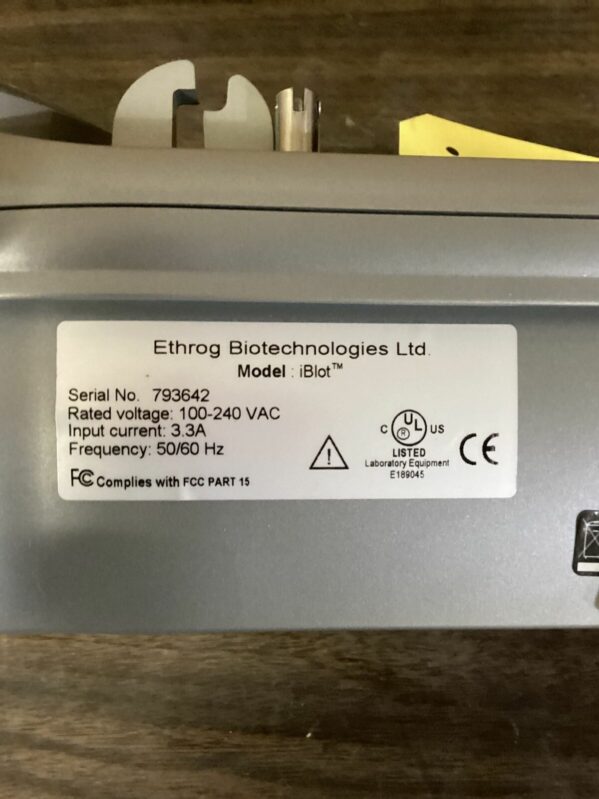 Ethrog Biotechnologies Ltd.
Model : iBlot™
Serial No. 793642
Rated voltage: 100-240 VAC
Input current: 3.3A
Frequency: 50/60 Hz
FC Complies with FCC PART 15
C UL US
®
LISTED
Laboratory Equipment
E189045
CE